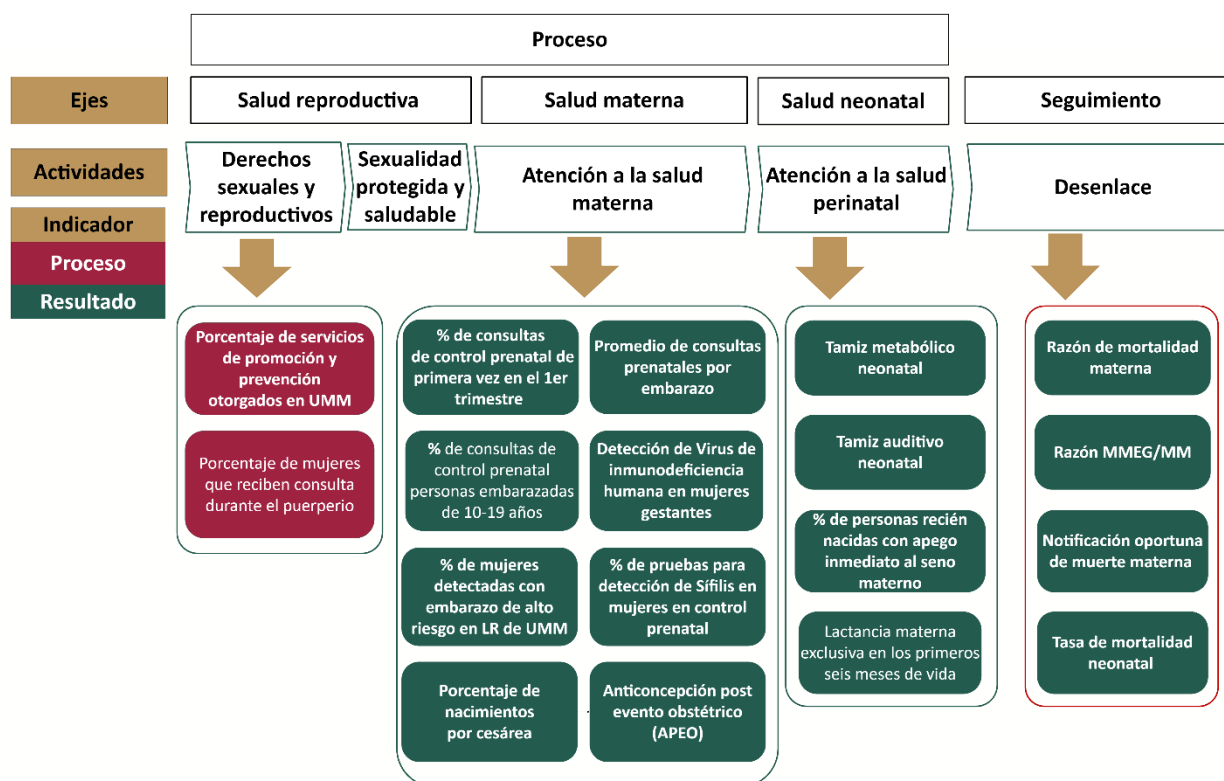 Proceso
Ejes
Salud reproductiva
Salud materna
Salud neonatal
Seguimiento
Actividades
Derechos
sexuales y
reproductivos
Sexualidad
protegida y
saludable
Atención a la salud
materna
Atención a la salud
perinatal
Desenlace
Indicador
Proceso
Resultado
Porcentaje de servicios
de promoción y
prevención
otorgados en UMM
Porcentaje de mujeres
que reciben consulta
durante el puerperio
% de consultas
de control prenatal de
primera vez en el 1er
trimestre
Promedio de consultas
prenatales por
embarazo
% de consultas de
control prenatal
personas embarazadas
de 10-19 años
Detección de Virus de
inmunodeficiencia
humana en mujeres
gestantes
% de mujeres
detectadas con
embarazo de alto
riesgo en LR de UMM
% de pruebas para
detección de Sífilis en
mujeres en control
prenatal
Porcentaje de
nacimientos
por cesárea
Anticoncepción post
evento obstétrico
(APEO)
Tamiz metabólico
neonatal
Tamiz auditivo
neonatal
% de personas recién
nacidas con apego
inmediato al seno
materno
Lactancia materna
exclusiva en los primeros
seis meses de vida
Razón de mortalidad
materna
Razón MMEG/MM
Notificación oportuna
de muerte materna
Tasa de mortalidad
neonatal